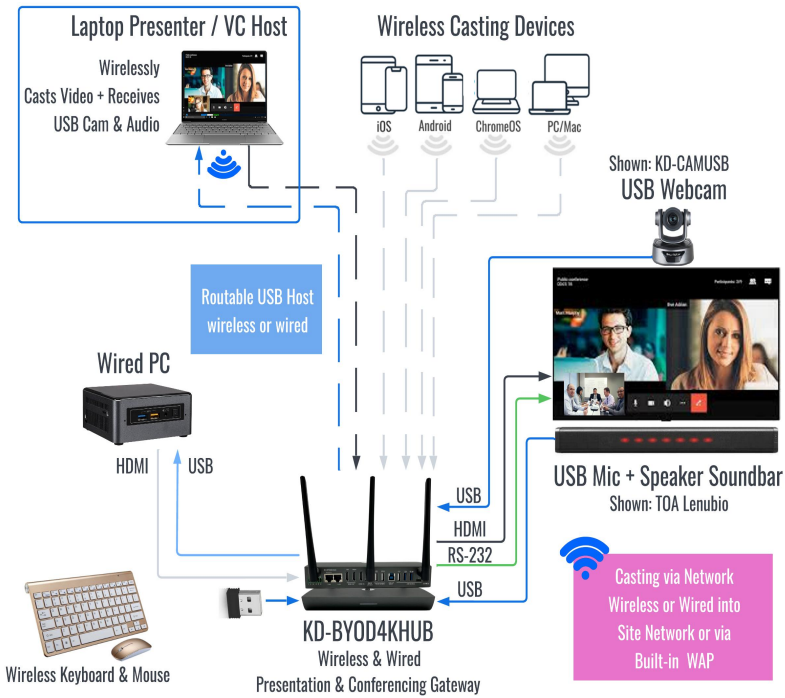 Laptop Presenter / VC Host
Wirelessly
Casts Video + Receives
USB Cam & Audio
Wireless Casting Devices
iOS
Android
ChromeOS
PC/Mac
Shown: KD-CAMUSB
USB Webcam
Routable USB Host
wireless or wired
Public conference
Participants:
Wired PC
HDMI
USB
USB
HDMI
RS-232
USB
USB Mic + Speaker Soundbar
Shown: TOA Lenubio
Casting via Network
Wireless or Wired into
Site Network or via
Built-in WAP
KD-BYOD4KHUB
Wireless & Wired
Presentation & Conferencing Gateway
Wireless Keyboard & Mouse